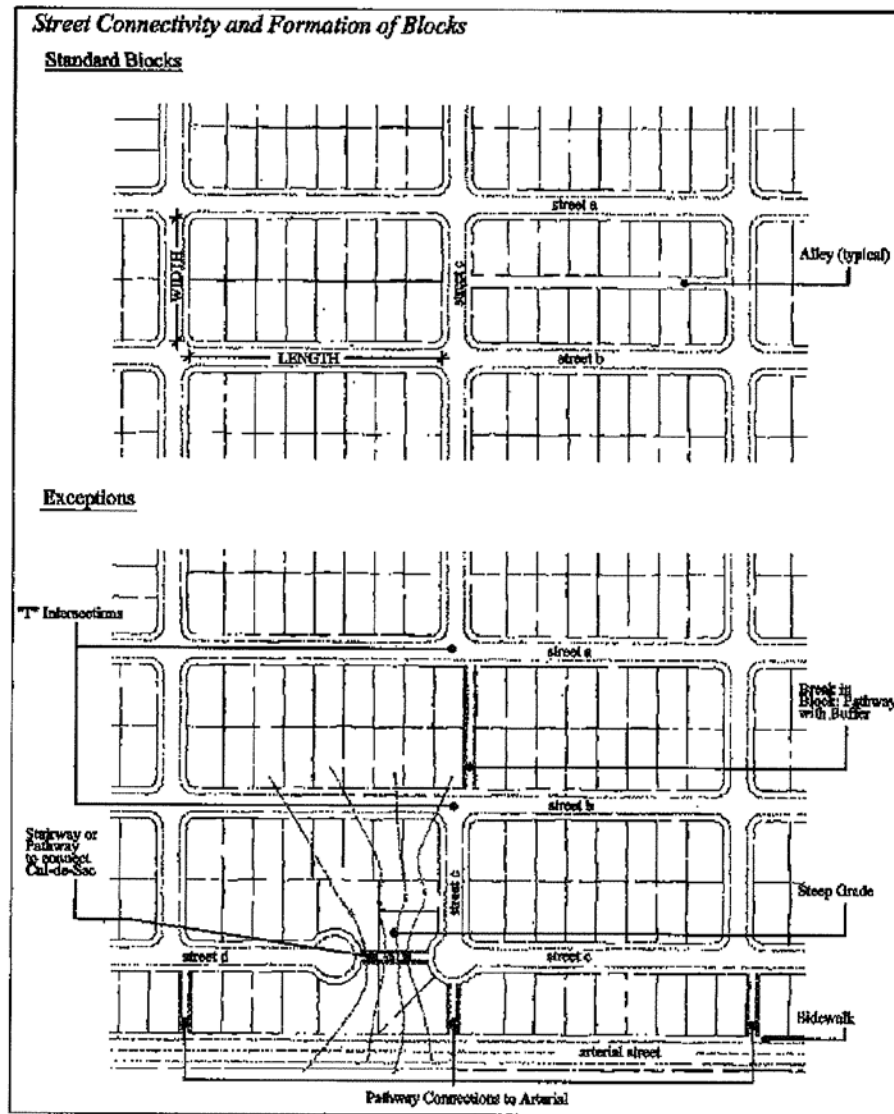 Street Connectivity and Formation of Blocks
Standard Blocks
street a
WIDTH
street c
Alley (typical)
LENGTH
street b
Exceptions
"T" Intersections
street a
Break in
Block: Pathway
with Buffer
street b
Stairway or
Pathway
to connect
Cul-de-Sac
street c
Steep Grade
street d
street c
Sidewalk
arterial street
Pathway Connections to Arterial